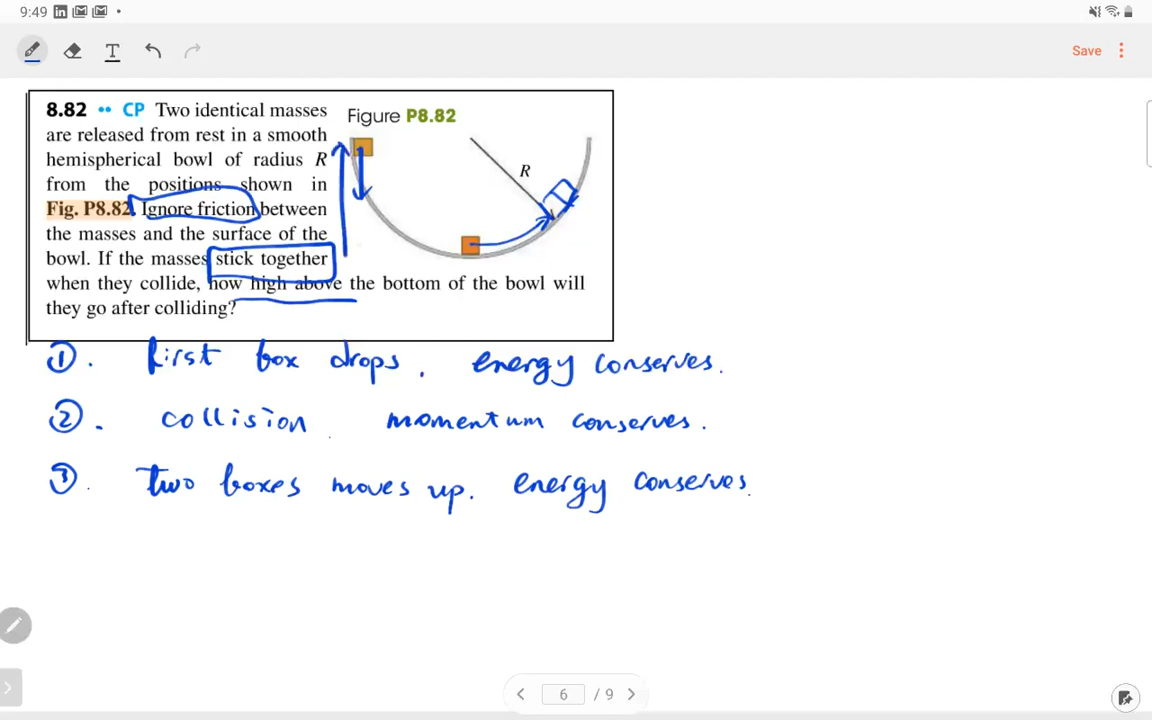 9:49
Save
8.82 •• CP Two identical masses
are released from rest in a smooth
hemispherical bowl of radius R
from the positions shown in
Fig. P8.82. Ignore friction between
the masses and the surface of the
bowl. If the masses stick together
when they collide, how high above the bottom of the bowl will
they go after colliding?
Figure P8.82
R
①. first box drops. energy conserves.
②. collision. momentum conserves.
③. Two boxes moves up. energy conserves.
6 / 9